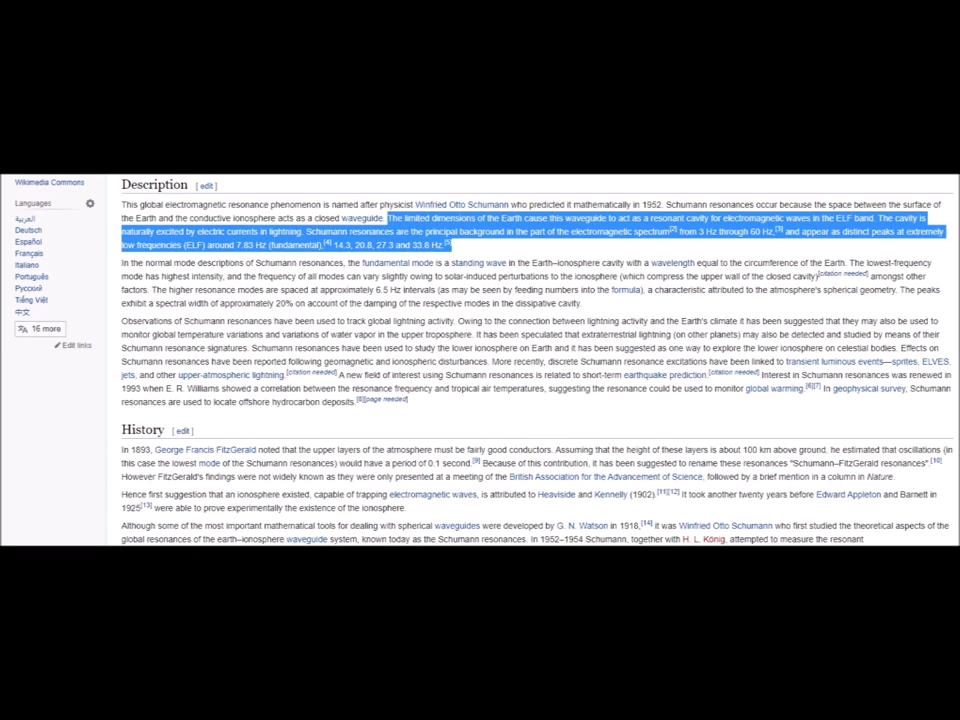 Wikimedia Commons
Languages
العربية
Deutsch
Español
Français
Italiano
Português
Русский
Tiếng Việt
中文
16 more
Edit links
Description [ edit ]
This global electromagnetic resonance phenomenon is named after physicist Winfried Otto Schumann who predicted it mathematically in 1952. Schumann resonances occur because the space between the surface of
the Earth and the conductive ionosphere acts as a closed waveguide. The limited dimensions of the Earth cause this waveguide to act as a resonant cavity for electromagnetic waves in the ELF band. The cavity is
naturally excited by electric currents in lightning. Schumann resonances are the principal background in the part of the electromagnetic spectrum[2] from 3 Hz through 60 Hz,[3] and appear as distinct peaks at extremely
low frequencies (ELF) around 7.83 Hz (fundamental),[4] 14.3, 20.8, 27.3 and 33.8 Hz.[5]
In the normal mode descriptions of Schumann resonances, the fundamental mode is a standing wave in the Earth–ionosphere cavity with a wavelength equal to the circumference of the Earth. The lowest-frequency
mode has highest intensity, and the frequency of all modes can vary slightly owing to solar-induced perturbations to the ionosphere (which compress the upper wall of the closed cavity)[citation needed] amongst other
factors. The higher resonance modes are spaced at approximately 6.5 Hz intervals (as may be seen by feeding numbers into the formula), a characteristic attributed to the atmosphere's spherical geometry. The peaks
exhibit a spectral width of approximately 20% on account of the damping of the respective modes in the dissipative cavity.
Observations of Schumann resonances have been used to track global lightning activity. Owing to the connection between lightning activity and the Earth's climate it has been suggested that they may also be used to
monitor global temperature variations and variations of water vapor in the upper troposphere. It has been speculated that extraterrestrial lightning (on other planets) may also be detected and studied by means of their
Schumann resonance signatures. Schumann resonances have been used to study the lower ionosphere on Earth and it has been suggested as one way to explore the lower ionosphere on celestial bodies. Effects on
Schumann resonances have been reported following geomagnetic and ionospheric disturbances. More recently, discrete Schumann resonance excitations have been linked to transient luminous events—sprites, ELVES,
jets, and other upper-atmospheric lightning.[citation needed] A new field of interest using Schumann resonances is related to short-term earthquake prediction.[citation needed] Interest in Schumann resonances was renewed in
1993 when E. R. Williams showed a correlation between the resonance frequency and tropical air temperatures, suggesting the resonance could be used to monitor global warming.[6][7] In geophysical survey, Schumann
resonances are used to locate offshore hydrocarbon deposits.[8][page needed]
History [ edit ]
In 1893, George Francis FitzGerald noted that the upper layers of the atmosphere must be fairly good conductors. Assuming that the height of these layers is about 100 km above ground, he estimated that oscillations (in
this case the lowest mode of the Schumann resonances) would have a period of 0.1 second.[9] Because of this contribution, it has been suggested to rename these resonances "Schumann–FitzGerald resonances".[10]
However FitzGerald's findings were not widely known as they were only presented at a meeting of the British Association for the Advancement of Science, followed by a brief mention in a column in Nature.
Hence first suggestion that an ionosphere existed, capable of trapping electromagnetic waves, is attributed to Heaviside and Kennelly (1902).[11][12] It took another twenty years before Edward Appleton and Barnett in
1925[13] were able to prove experimentally the existence of the ionosphere.
Although some of the most important mathematical tools for dealing with spherical waveguides were developed by G. N. Watson in 1918,[14] it was Winfried Otto Schumann who first studied the theoretical aspects of the
global resonances of the earth–ionosphere waveguide system, known today as the Schumann resonances. In 1952–1954 Schumann, together with H. L. König, attempted to measure the resonant